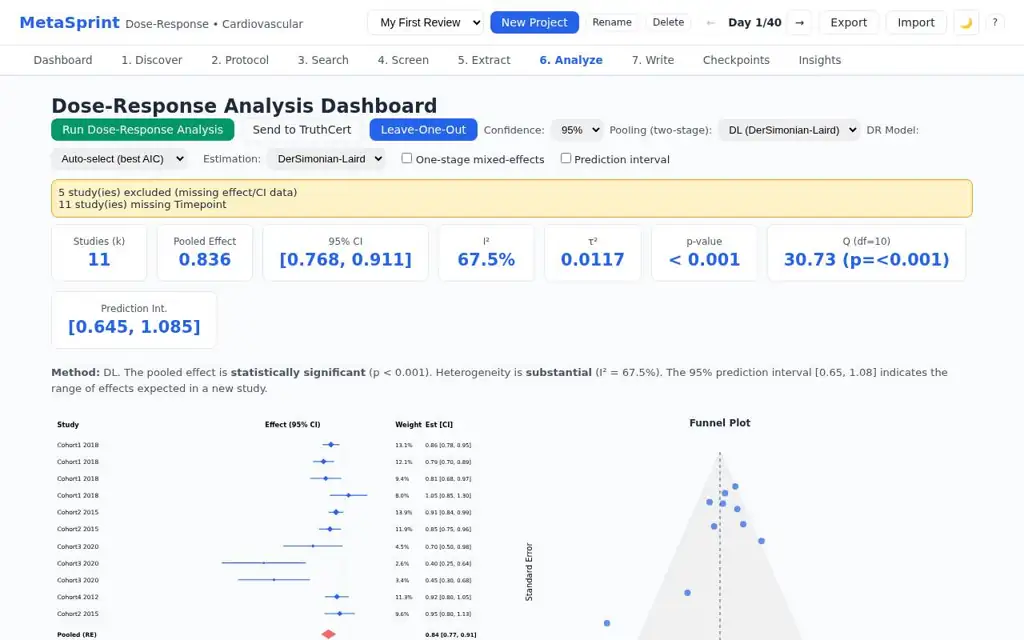 MetaSprint Dose-Response • Cardiovascular My First Review New Project Rename Delete ← Day 1/40 → Export Import 🌙 ?
Dashboard 1. Discover 2. Protocol 3. Search 4. Screen 5. Extract 6. Analyze 7. Write Checkpoints Insights
Dose-Response Analysis Dashboard
Run Dose-Response Analysis Send to TruthCert Leave-One-Out Confidence: 95% Pooling (two-stage): DL (DerSimonian-Laird) DR Model:
Auto-select (best AIC) Estimation: DerSimonian-Laird One-stage mixed-effects Prediction interval
5 study(ies) excluded (missing effect/CI data)
11 study(ies) missing Timepoint
Studies (k) Pooled Effect 95% CI I² τ² p-value Q (df=10)
11 0.836 [0.768, 0.911] 67.5% 0.0117 < 0.001 30.73 (p=<0.001)
Prediction Int.
[0.645, 1.085]
Method: DL. The pooled effect is statistically significant (p < 0.001). Heterogeneity is substantial (I² = 67.5%). The 95% prediction interval [0.65, 1.08] indicates the
range of effects expected in a new study.
Study Effect (95% CI) Weight Est [CI]
Cohort1 2018 13.1% 0.86 [0.78, 0.95]
Cohort1 2018 12.1% 0.79 [0.70, 0.89]
Cohort1 2018 9.4% 0.81 [0.68, 0.97]
Cohort1 2018 8.0% 1.05 [0.85, 1.30]
Cohort2 2015 13.9% 0.91 [0.84, 0.99]
Cohort2 2015 11.9% 0.85 [0.75, 0.96]
Cohort3 2020 4.5% 0.70 [0.50, 0.98]
Cohort3 2020 2.6% 0.40 [0.25, 0.64]
Cohort3 2020 3.4% 0.45 [0.30, 0.68]
Cohort4 2012 11.3% 0.92 [0.80, 1.05]
Cohort2 2015 9.6% 0.95 [0.80, 1.13]
Pooled (RE) 0.84 [0.77, 0.91]
Funnel Plot
Standard Error